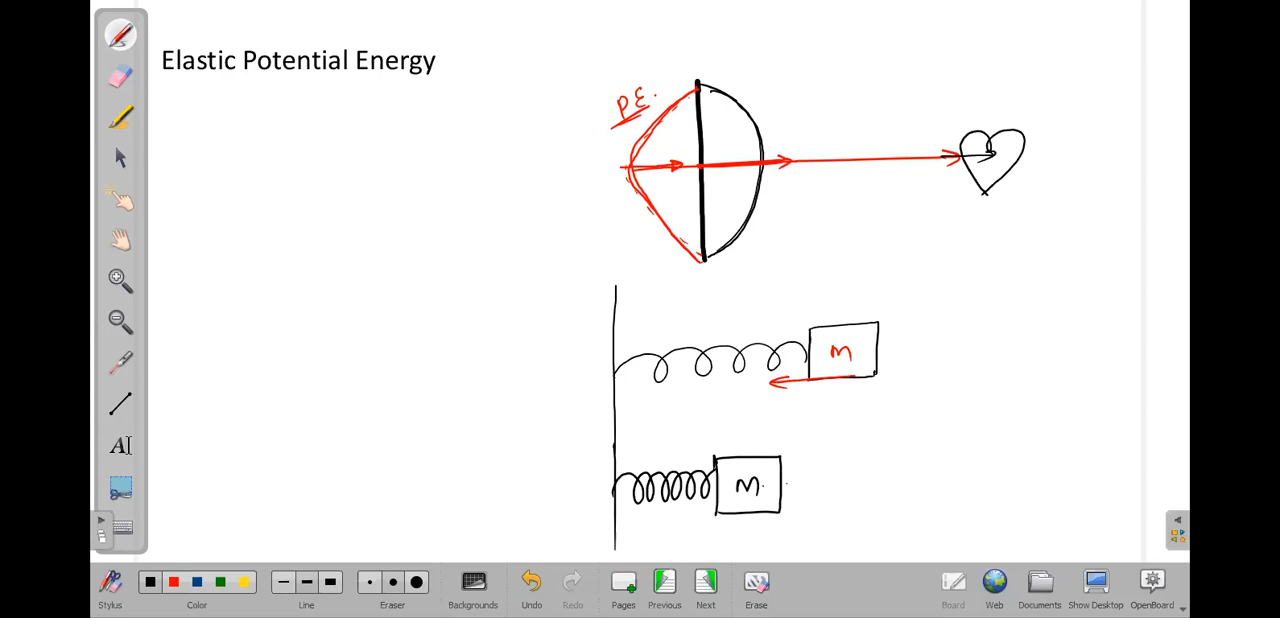 Elastic Potential Energy
P.E.
m
m.
A
Stylus
Color
Line
Eraser
Backgrounds
Undo
Redo
Pages
Previous
Next
Erase
Board
Web
Documents
Show Desktop
OpenBoard